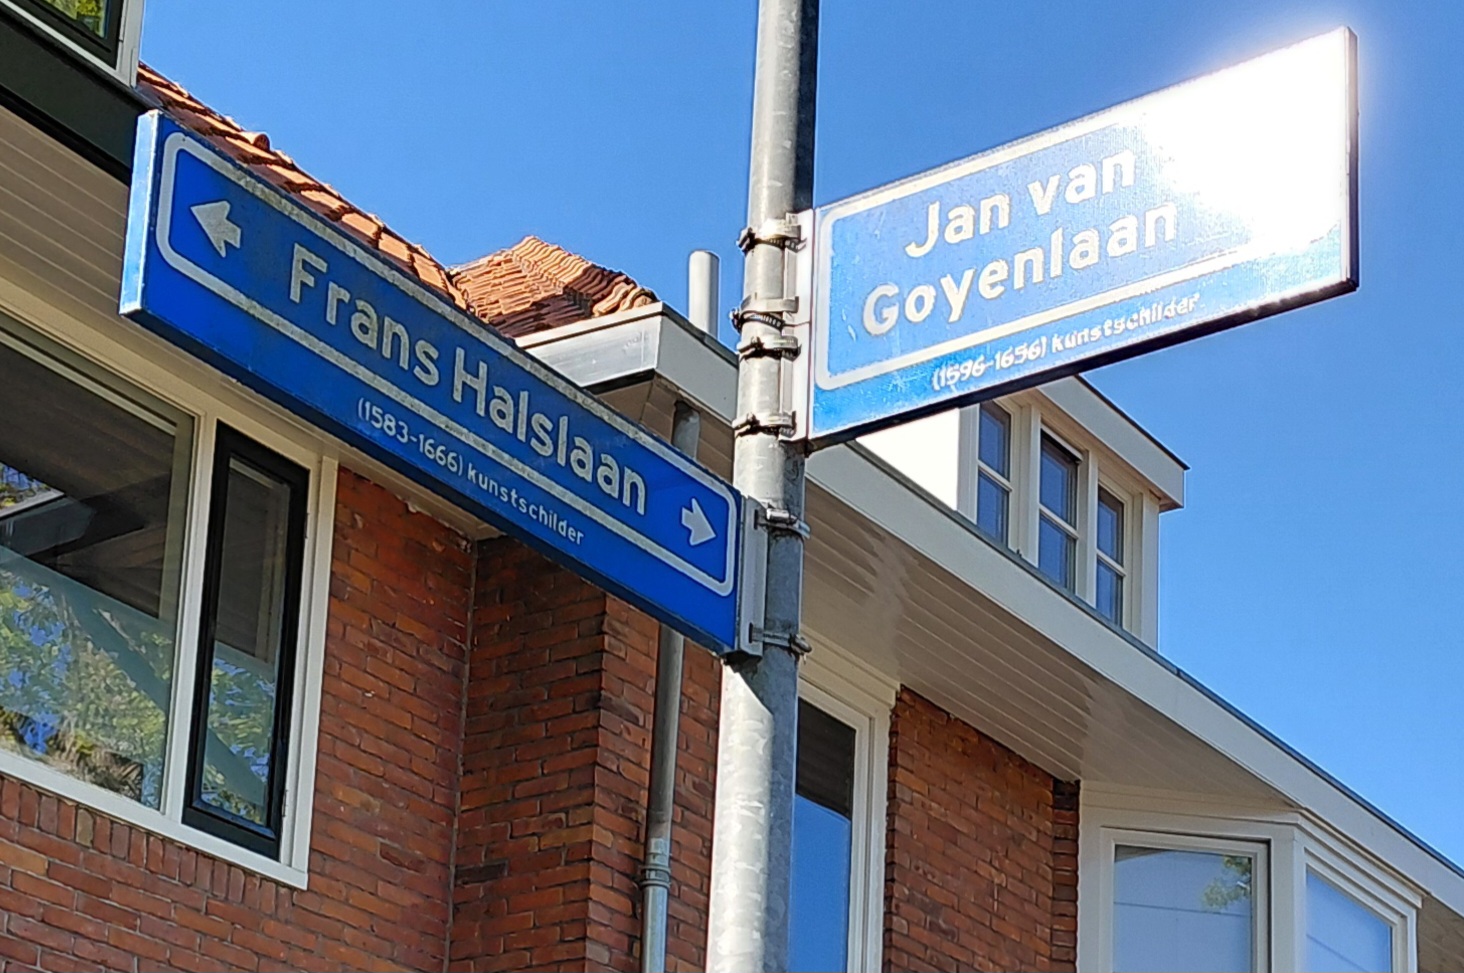 Frans Halslaan
(1583-1666) kunstschilder
Jan van
Goyenlaan
(1596-1656) kunstschilder